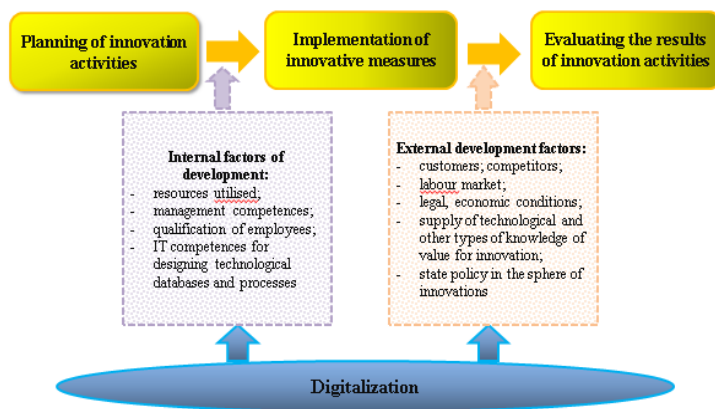 Planning of innovation
activities
Implementation of
innovative measures
Evaluating the results
of innovation activities
Internal factors of
development:
- resources utilised;
- management competences;
- qualification of employees;
- IT competences for
designing technological
databases and processes
External development factors:
- customers; competitors;
- labour market;
- legal, economic conditions;
- supply of technological and
other types of knowledge of
value for innovation;
- state policy in the sphere of
innovations
Digitalization